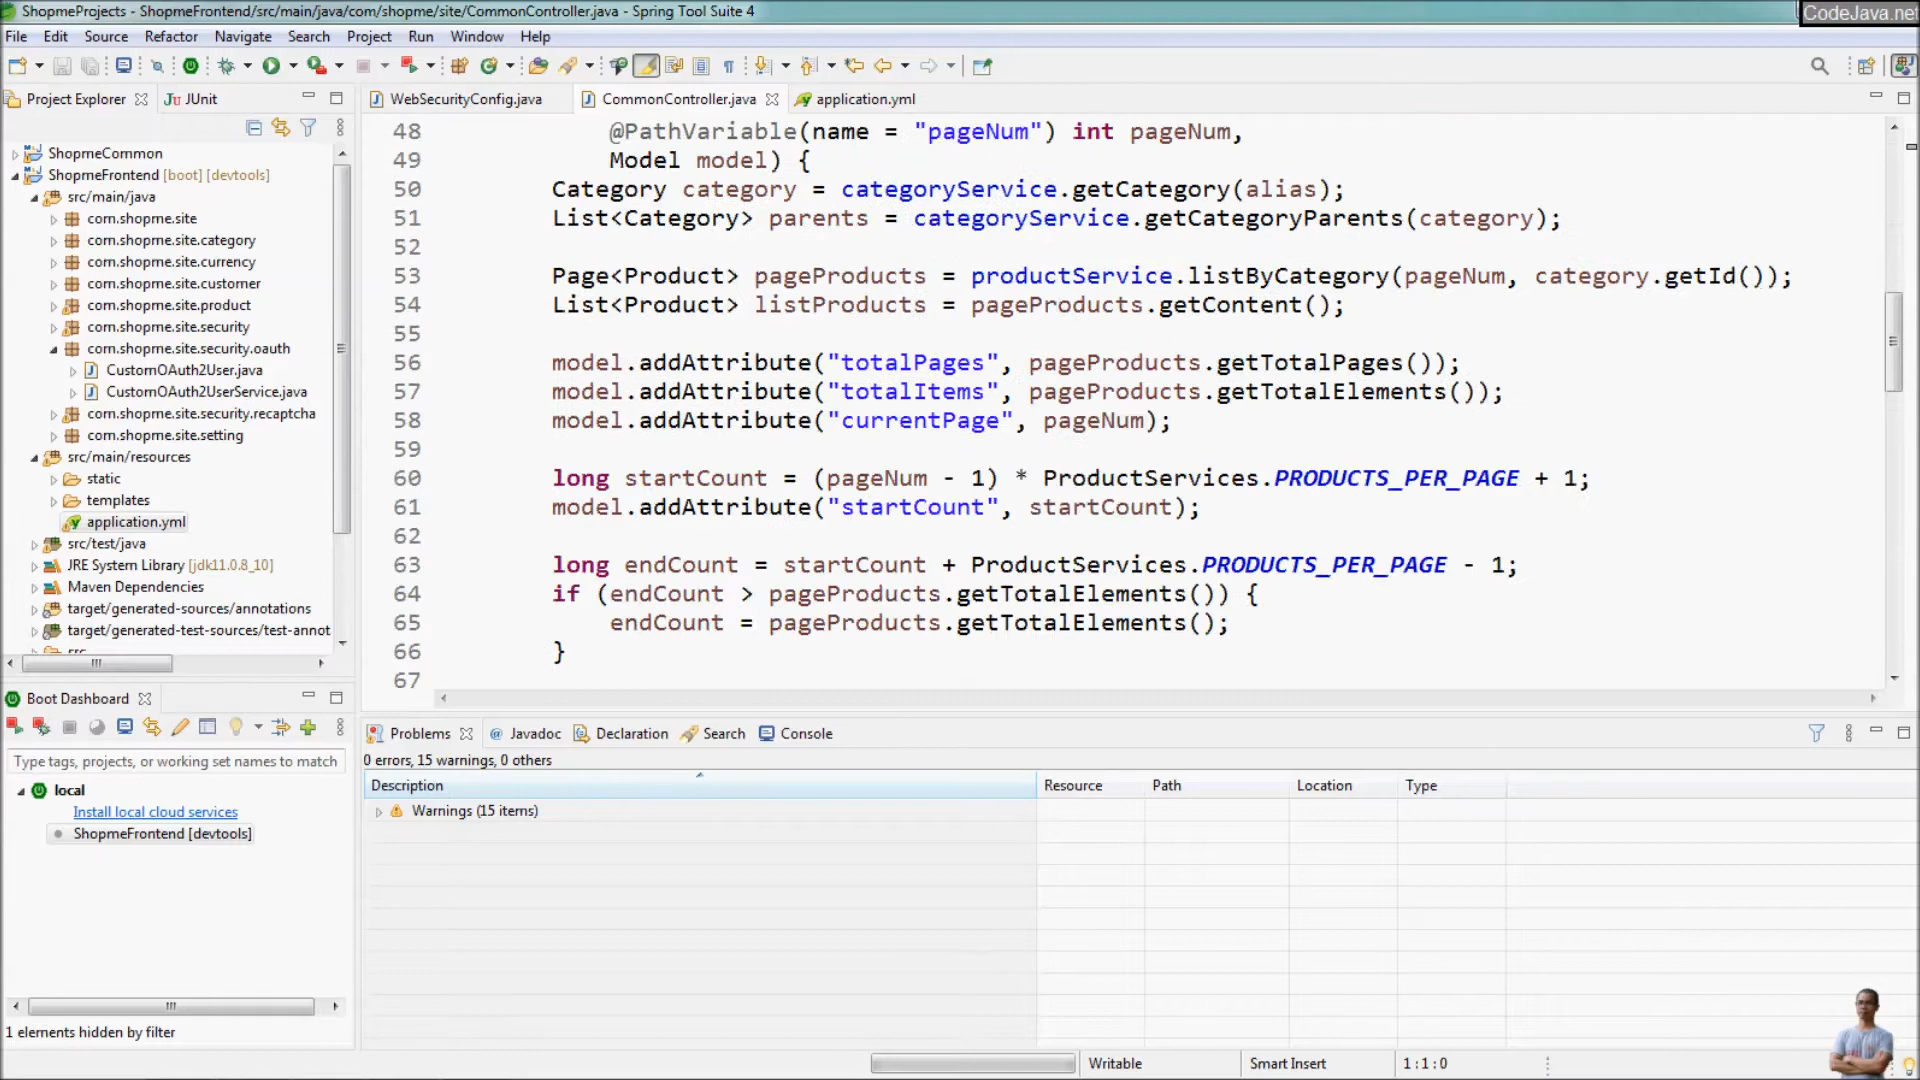 ShopmeProjects - ShopmeFrontend/src/main/java/com/shopme/site/CommonController.java - Spring Tool Suite 4
CodeJava.net
File Edit Source Refactor Navigate Search Project Run Window Help
Project Explorer
JUnit
ShopmeCommon
ShopmeFrontend [boot] [devtools]
src/main/java
com.shopme.site
com.shopme.site.category
com.shopme.site.currency
com.shopme.site.customer
com.shopme.site.product
com.shopme.site.security
com.shopme.site.security.oauth
CustomOAuth2User.java
CustomOAuth2UserService.java
com.shopme.site.security.recaptcha
com.shopme.site.setting
src/main/resources
static
templates
application.yml
src/test/java
JRE System Library [jdk11.0.8_10]
Maven Dependencies
target/generated-sources/annotations
target/generated-test-sources/test-annot
src
WebSecurityConfig.java
CommonController.java
application.yml
48 @PathVariable(name = "pageNum") int pageNum,
49 Model model) {
50 Category category = categoryService.getCategory(alias);
51 List<Category> parents = categoryService.getCategoryParents(category);
52
53 Page<Product> pageProducts = productService.listByCategory(pageNum, category.getId());
54 List<Product> listProducts = pageProducts.getContent();
55
56 model.addAttribute("totalPages", pageProducts.getTotalPages());
57 model.addAttribute("totalItems", pageProducts.getTotalElements());
58 model.addAttribute("currentPage", pageNum);
59
60 long startCount = (pageNum - 1) * ProductServices.PRODUCTS_PER_PAGE + 1;
61 model.addAttribute("startCount", startCount);
62
63 long endCount = startCount + ProductServices.PRODUCTS_PER_PAGE - 1;
64 if (endCount > pageProducts.getTotalElements()) {
65 endCount = pageProducts.getTotalElements();
66 }
67
Boot Dashboard
Type tags, projects, or working set names to match
local
Install local cloud services
ShopmeFrontend [devtools]
1 elements hidden by filter
Problems
@ Javadoc
Declaration
Search
Console
0 errors, 15 warnings, 0 others
Description Resource Path Location Type
Warnings (15 items)
Writable Smart Insert 1 : 1 : 0